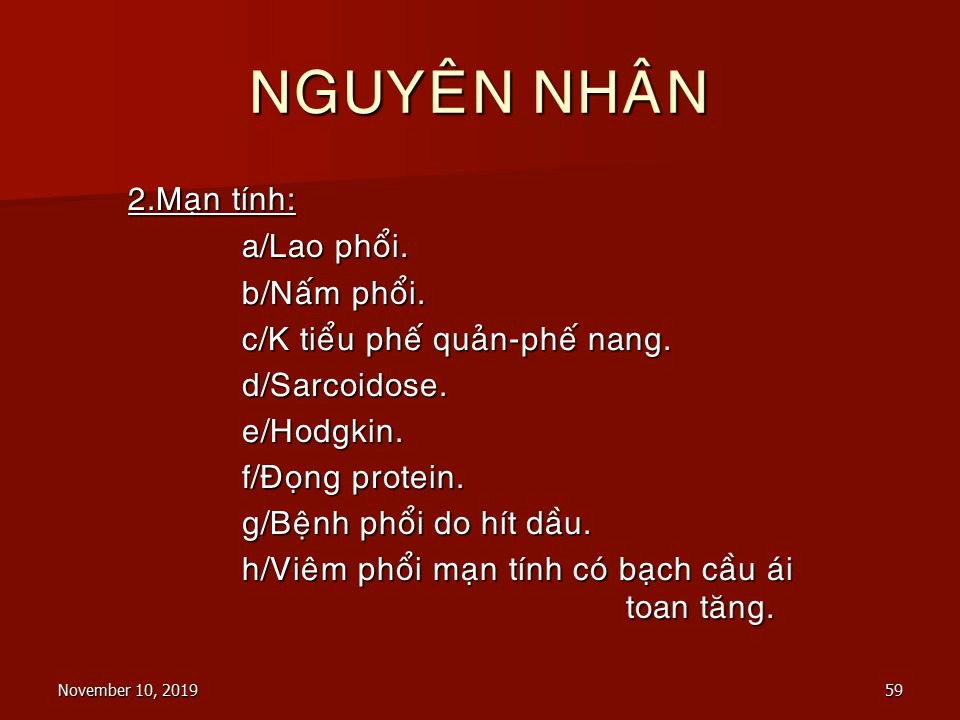 NGUYÊN NHÂN
2.Mạn tính:
a/Lao phổi.
b/Nấm phổi.
c/K tiểu phế quản-phế nang.
d/Sarcoidose.
e/Hodgkin.
f/Đọng protein.
g/Bệnh phổi do hít dầu.
h/Viêm phổi mạn tính có bạch cầu ái
toan tăng.
November 10, 2019 59